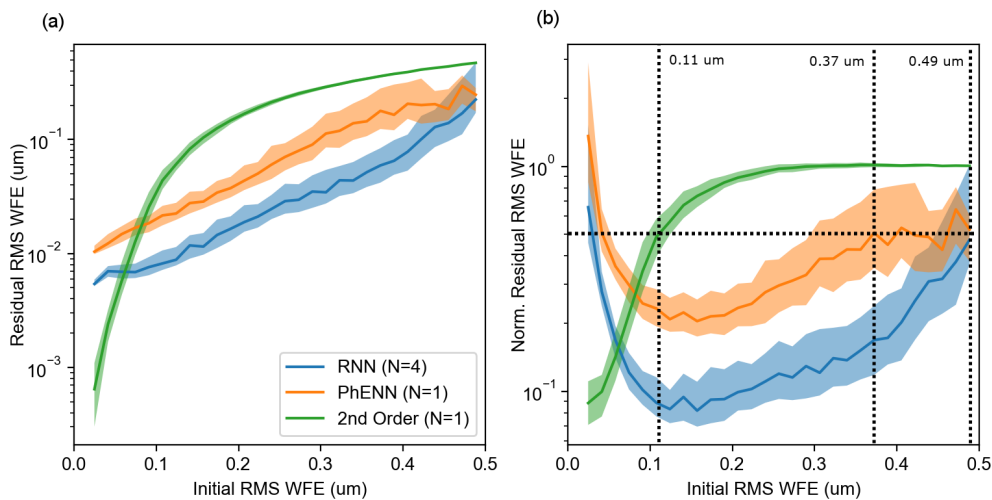 (a)
Residual RMS WFE (um)
10⁻¹
10⁻²
10⁻³
RNN (N=4)
PhENN (N=1)
2nd Order (N=1)
0.0 0.1 0.2 0.3 0.4 0.5
Initial RMS WFE (um)
(b)
0.11 um 0.37 um 0.49 um
Norm. Residual RMS WFE
10⁰
10⁻¹
0.0 0.1 0.2 0.3 0.4 0.5
Initial RMS WFE (um)